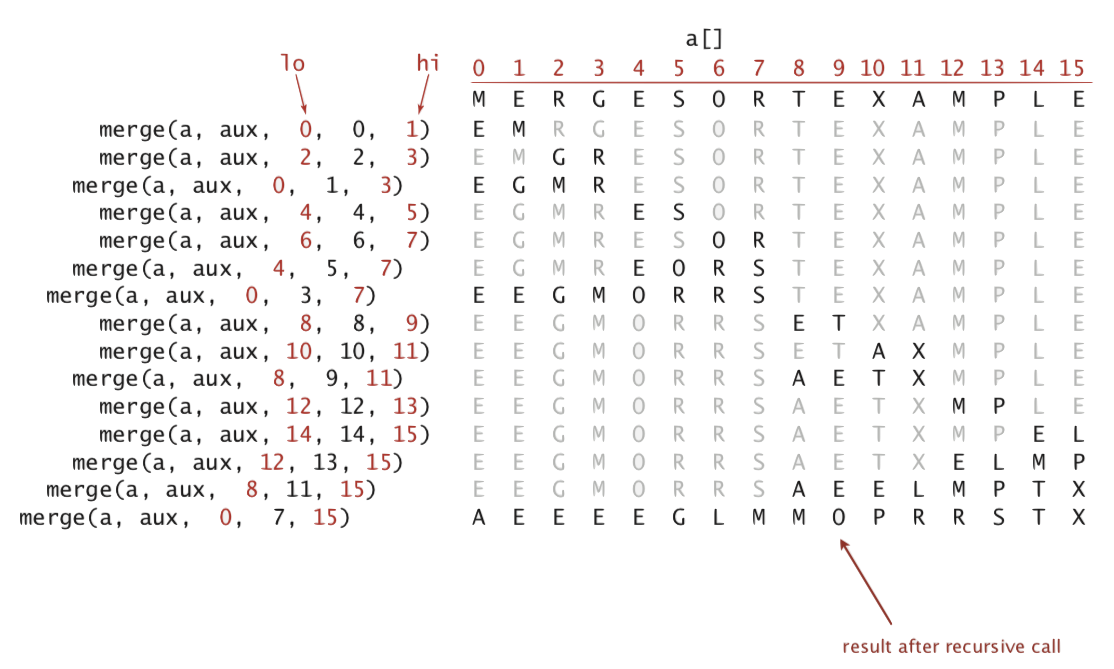 a[]
lo hi 0 1 2 3 4 5 6 7 8 9 10 11 12 13 14 15
M E R G E S O R T E X A M P L E
merge(a, aux, 0, 0, 1) E M R G E S O R T E X A M P L E
merge(a, aux, 2, 2, 3) E M G R E S O R T E X A M P L E
merge(a, aux, 0, 1, 3) E G M R E S O R T E X A M P L E
merge(a, aux, 4, 4, 5) E G M R E S O R T E X A M P L E
merge(a, aux, 6, 6, 7) E G M R E S O R T E X A M P L E
merge(a, aux, 4, 5, 7) E G M R E O R S T E X A M P L E
merge(a, aux, 0, 3, 7) E E G M O R R S T E X A M P L E
merge(a, aux, 8, 8, 9) E E G M O R R S E T X A M P L E
merge(a, aux, 10, 10, 11) E E G M O R R S E T A X M P L E
merge(a, aux, 8, 9, 11) E E G M O R R S A E T X M P L E
merge(a, aux, 12, 12, 13) E E G M O R R S A E T X M P L E
merge(a, aux, 14, 14, 15) E E G M O R R S A E T X M P E L
merge(a, aux, 12, 13, 15) E E G M O R R S A E T X E L M P
merge(a, aux, 8, 11, 15) E E G M O R R S A E E L M P T X
merge(a, aux, 0, 7, 15) A E E E E G L M M O P R R S T X
result after recursive call